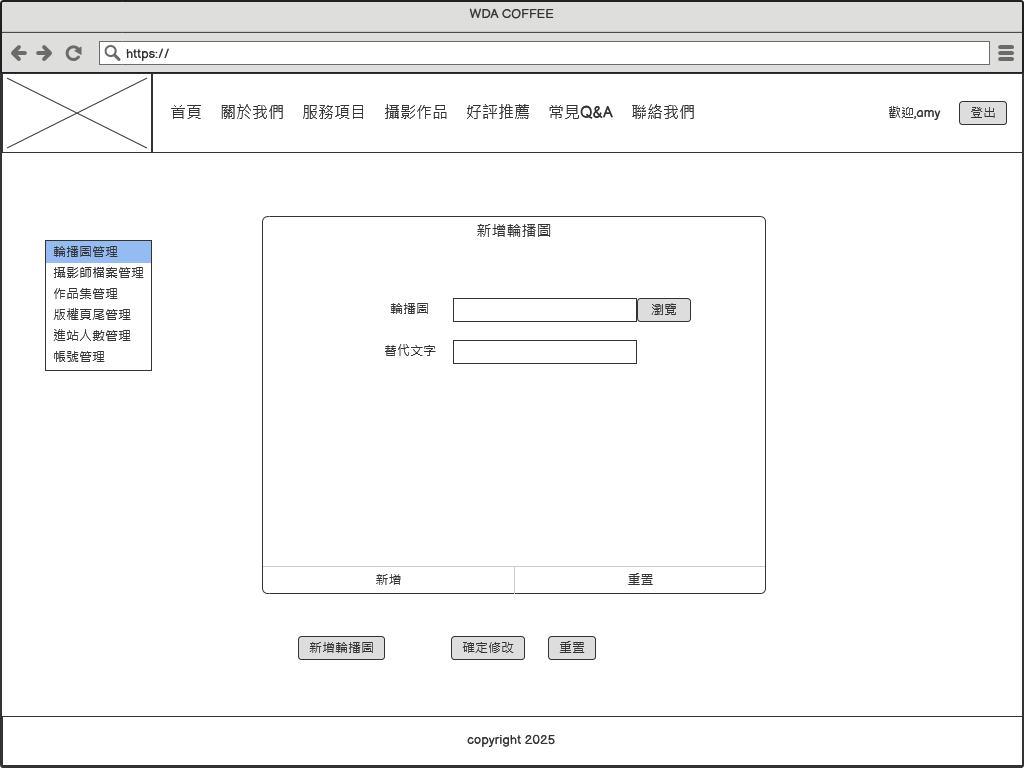 WDA COFFEE
https://
首頁 關於我們 服務項目 攝影作品 好評推薦 常見Q&A 聯絡我們
歡迎,amy 登出
輪播圖管理
攝影師檔案管理
作品集管理
版權頁尾管理
進站人數管理
帳號管理
新增輪播圖
輪播圖 瀏覽
替代文字
新增 重置
新增輪播圖 確定修改 重置
copyright 2025